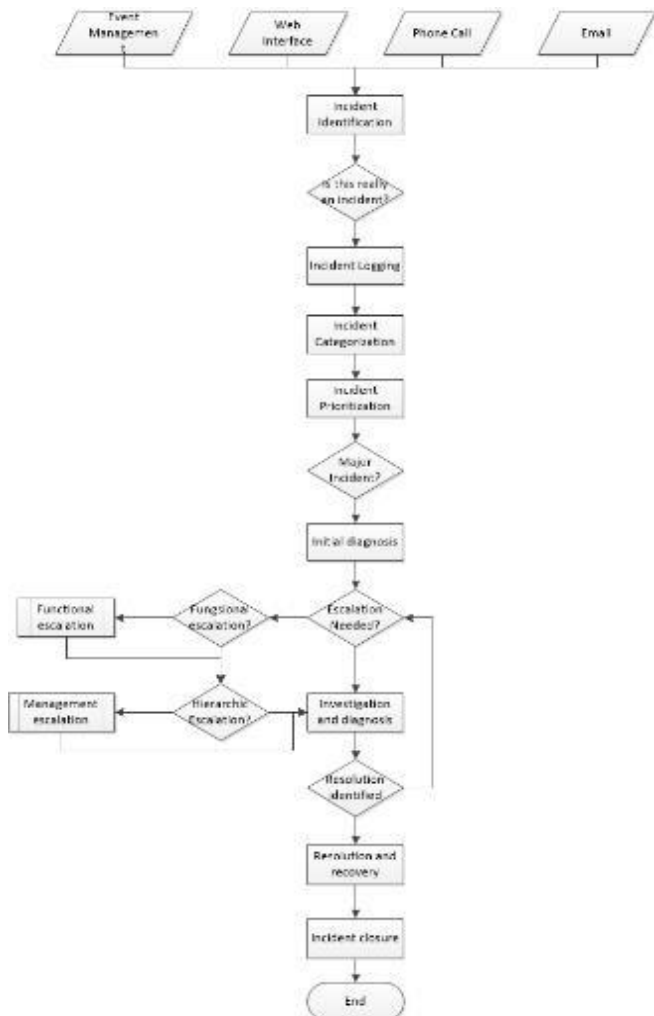 Event
Managemen
t
Web
Interface
Phone Call
Email
Incident
Identification
Is this really
an incident?
Incident Logging
Incident
Categorization
Incident
Prioritization
Major
Incident?
Initial diagnosis
Functional
escalation
Fungsional
escalation?
Escalation
Needed?
Management
escalation
Hierarchic
Escalation?
Investigation
and diagnosis
Resolution
identified
Resolution and
recovery
Incident closure
End